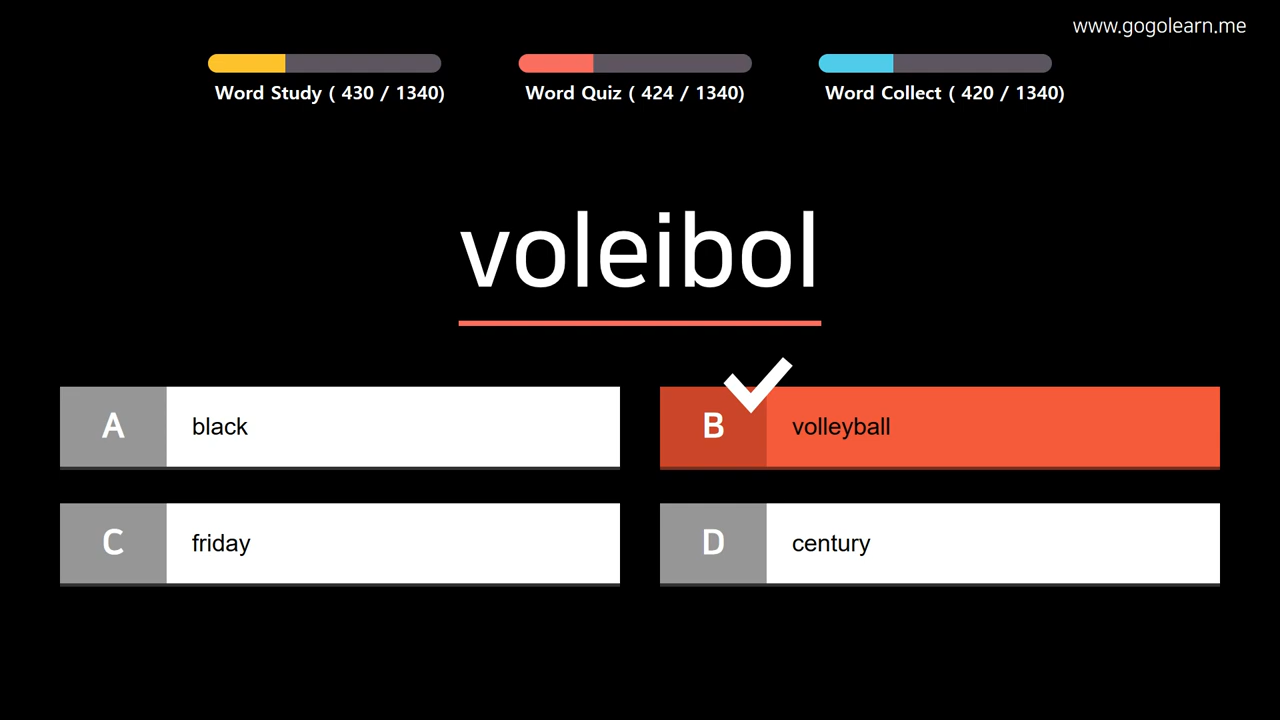 www.gogolearn.me
Word Study ( 430 / 1340)
Word Quiz ( 424 / 1340)
Word Collect ( 420 / 1340)
voleibol
A black
B volleyball
C friday
D century